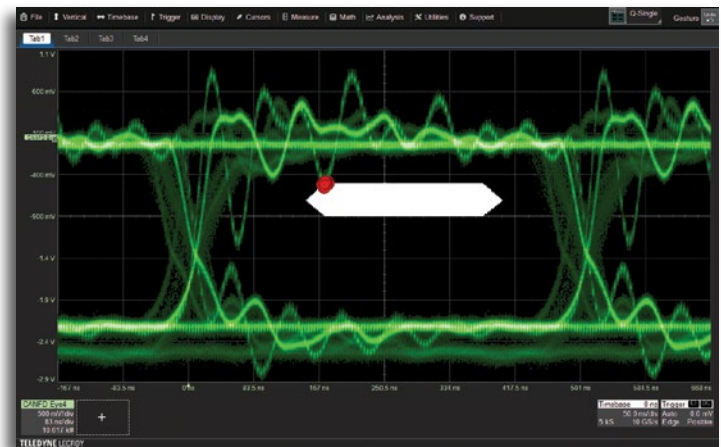 File Vertical Timebase Trigger Display Cursors Measure Math Analysis Utilities Support Q-Single Gesture Undo
Tab1 Tab2 Tab3 Tab4
1.1 V
600 mV
-400 mV
-900 mV
-1.4 V
-1.9 V
-2.4 V
-2.9 V
-167 ns -83.5 ns 0 ns 83.5 ns 167 ns 250.5 ns 334 ns 417.5 ns 501 ns 584.5 ns 668 ns
CANFD Eye4
500 mV/div
83 ns/div
10.017 k#
+
Timebase 0 ns Trigger
50.0 ns/div Auto 0.0 mV
5 kS 10 GS/s Edge Positive
TELEDYNE LECROY